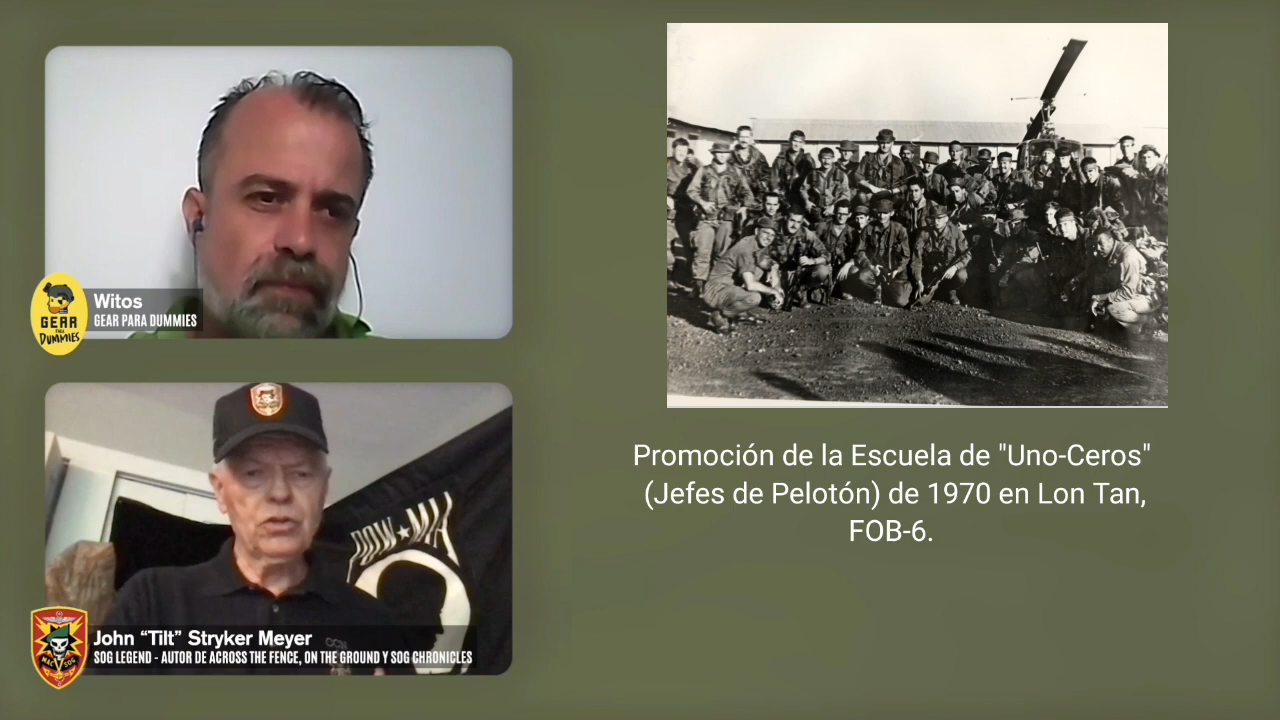 Witos
GEAR PARA DUMMIES
GEAR
PARA
DUMMIES
POW★MIA
John “Tilt” Stryker Meyer
SOG LEGEND - AUTOR DE ACROSS THE FENCE, ON THE GROUND Y SOG CHRONICLES
MAC SOG
Promoción de la Escuela de "Uno-Ceros"
(Jefes de Pelotón) de 1970 en Lon Tan,
FOB-6.